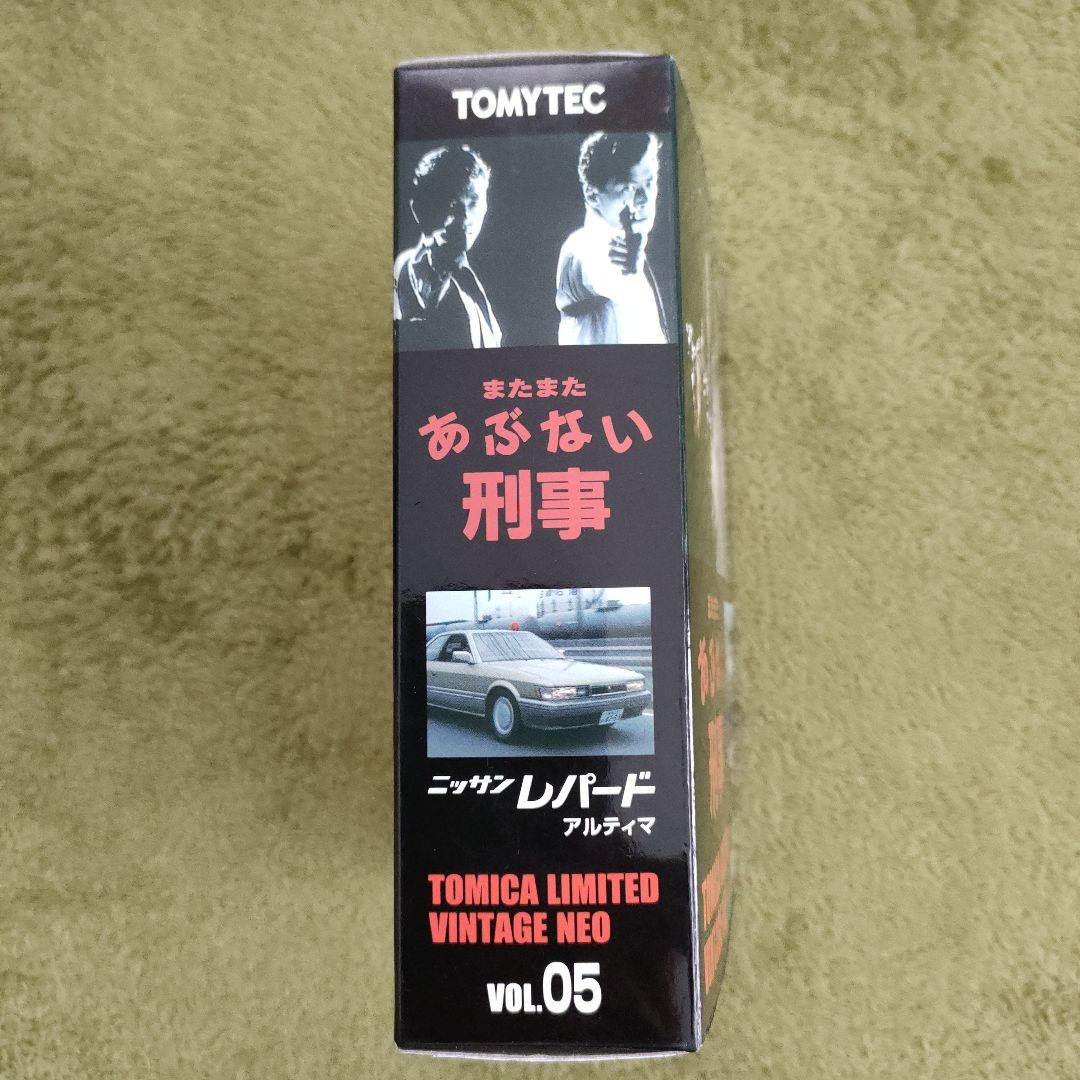 TOMYTEC
またまた
あぶない
刑事
ニッサン レパード
アルティマ
TOMICA LIMITED
VINTAGE NEO
VOL.05